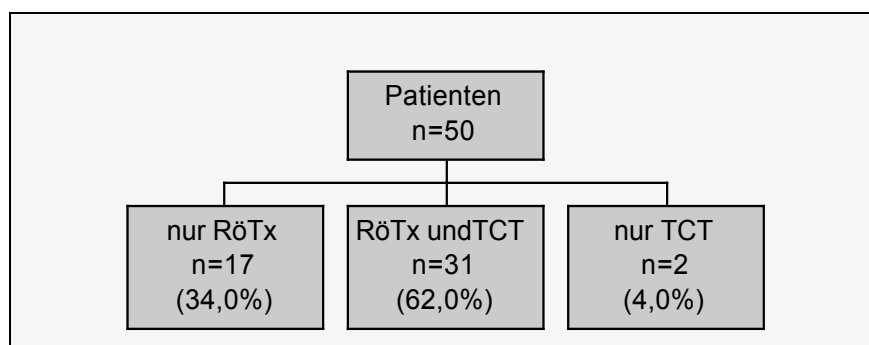 Patienten
n=50
nur RöTx
n=17
(34,0%)
RöTx undTCT
n=31
(62,0%)
nur TCT
n=2
(4,0%)